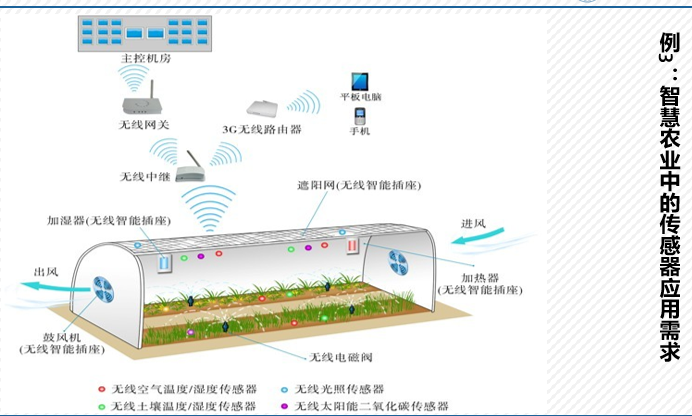 例3：智慧农业中的传感器应用需求
主控机房
无线网关
3G无线路由器
平板电脑
手机
无线中继
遮阳网(无线智能插座)
加湿器(无线智能插座)
进风
出风
加热器
(无线智能插座)
鼓风机
(无线智能插座)
无线电磁阀
无线空气温度/湿度传感器
无线光照传感器
无线土壤温度/湿度传感器
无线太阳能二氧化碳传感器